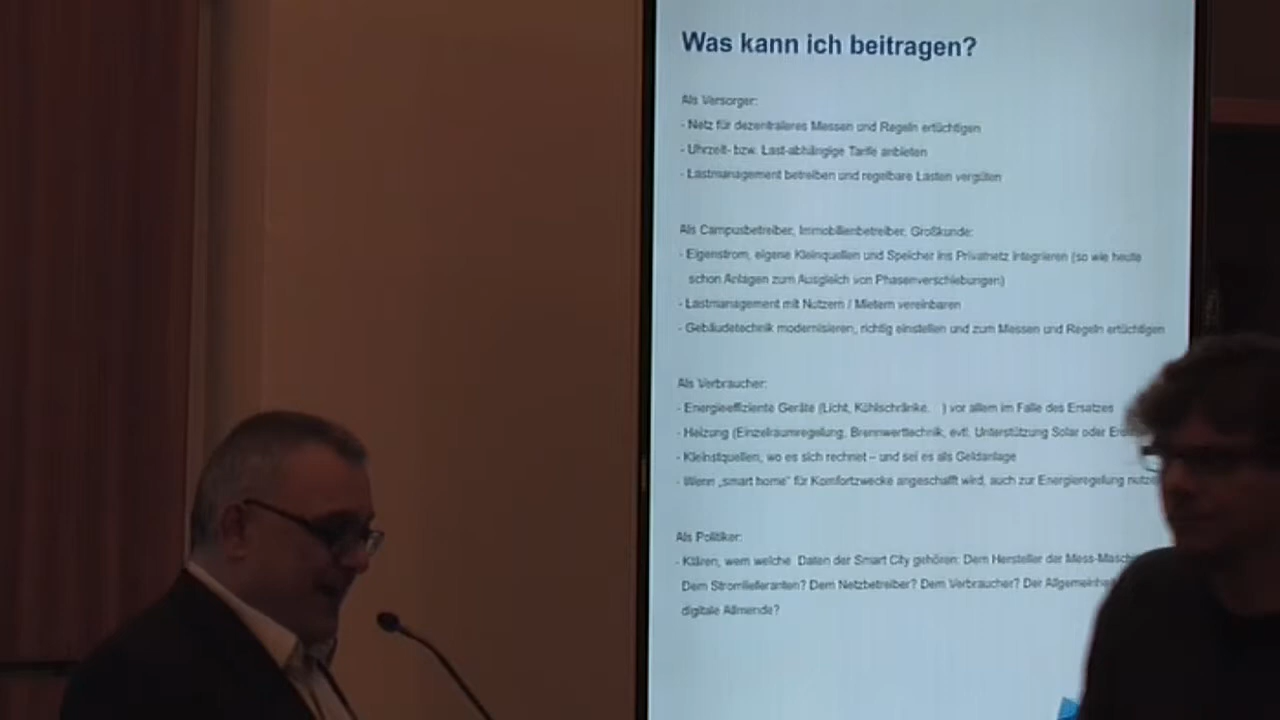 Was kann ich beitragen?
Als Versorger:
- Netz für dezentraleres Messen und Regeln ertüchtigen
- Uhrzeit- bzw. Last-abhängige Tarife anbieten
- Lastmanagement betreiben und regelbare Lasten vergüten
Als Campusbetreiber, Immobilienbetreiber, Großkunde:
- Eigenstrom, eigene Kleinquellen und Speicher ins Privatnetz integrieren (so wie heute
schon Anlagen zum Ausgleich von Phasenverschiebungen)
- Lastmanagement mit Nutzern / Mietern vereinbaren
- Gebäudetechnik modernisieren, richtig einstellen und zum Messen und Regeln ertüchtigen
Als Verbraucher:
- Energieeffiziente Geräte (Licht, Kühlschränke. ) vor allem im Falle des Ersatzes
- Heizung (Einzelraumregelung, Brennwerttechnik, evtl. Unterstützung Solar oder
- Kleinstquellen, wo es sich rechnet – und sei es als Geldanlage
- Wenn „smart home“ für Komfortzwecke angeschafft wird, auch zur Energieregelung
Als Politiker:
- Klären, wem welche Daten der Smart City gehören: Dem Hersteller der
Dem Stromlieferanten? Dem Netzbetreiber? Dem Verbraucher? Der
digitale Allmende?